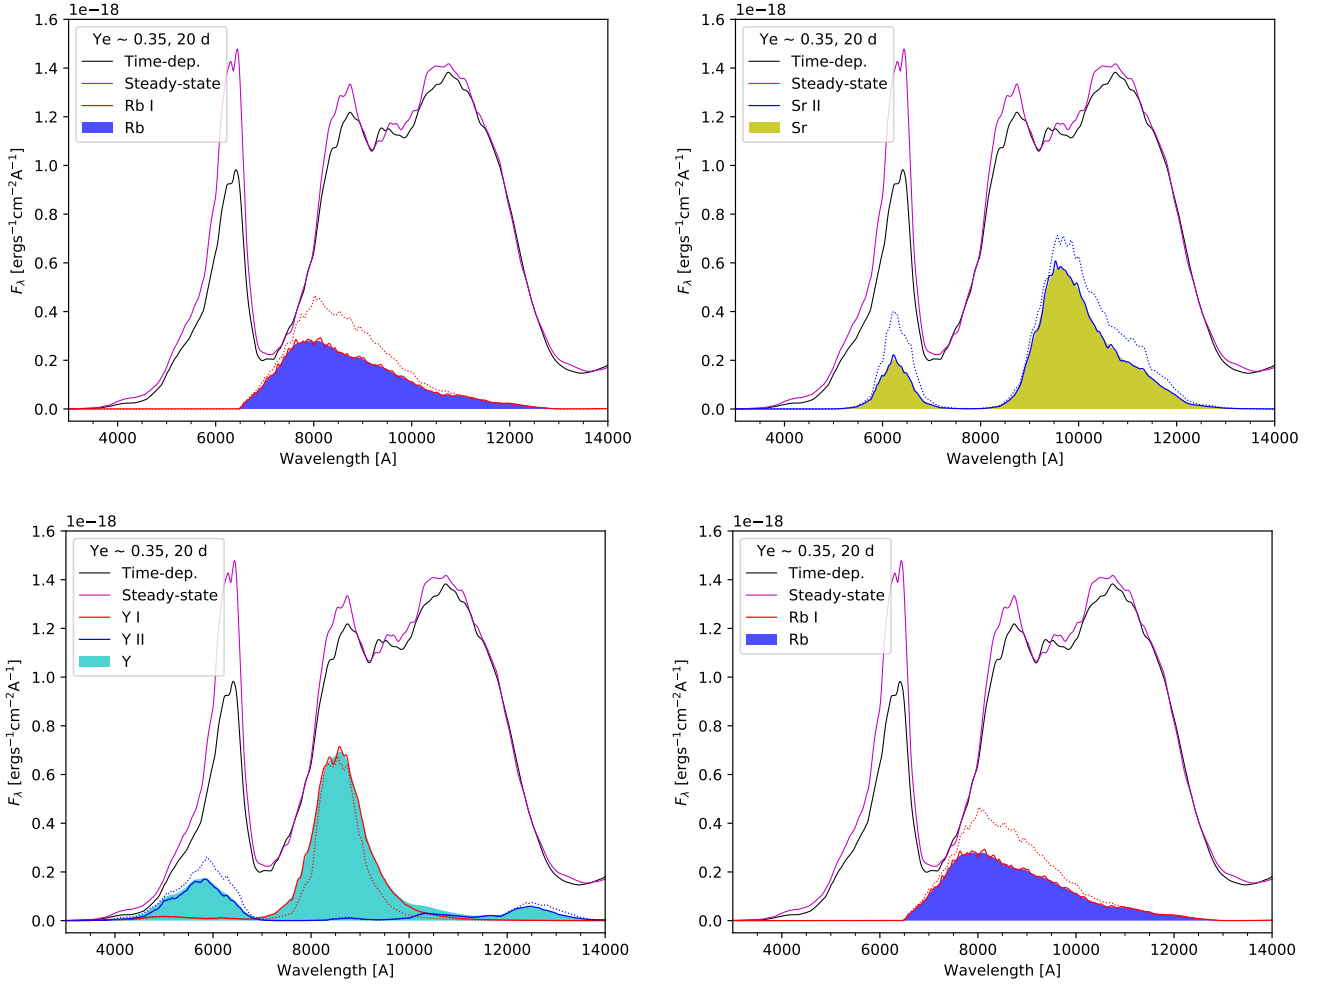 1e−18
Ye ~ 0.35, 20 d
Time-dep.
Steady-state
Rb I
Rb
1.6
1.4
1.2
1.0
0.8
0.6
0.4
0.2
0.0
F_λ [ergs⁻¹cm⁻²A⁻¹]
4000 6000 8000 10000 12000 14000
Wavelength [A]
1e−18
Ye ~ 0.35, 20 d
Time-dep.
Steady-state
Sr II
Sr
1.6
1.4
1.2
1.0
0.8
0.6
0.4
0.2
0.0
F_λ [ergs⁻¹cm⁻²A⁻¹]
4000 6000 8000 10000 12000 14000
Wavelength [A]
1e−18
Ye ~ 0.35, 20 d
Time-dep.
Steady-state
Y I
Y II
Y
1.6
1.4
1.2
1.0
0.8
0.6
0.4
0.2
0.0
F_λ [ergs⁻¹cm⁻²A⁻¹]
4000 6000 8000 10000 12000 14000
Wavelength [A]
1e−18
Ye ~ 0.35, 20 d
Time-dep.
Steady-state
Rb I
Rb
1.6
1.4
1.2
1.0
0.8
0.6
0.4
0.2
0.0
F_λ [ergs⁻¹cm⁻²A⁻¹]
4000 6000 8000 10000 12000 14000
Wavelength [A]